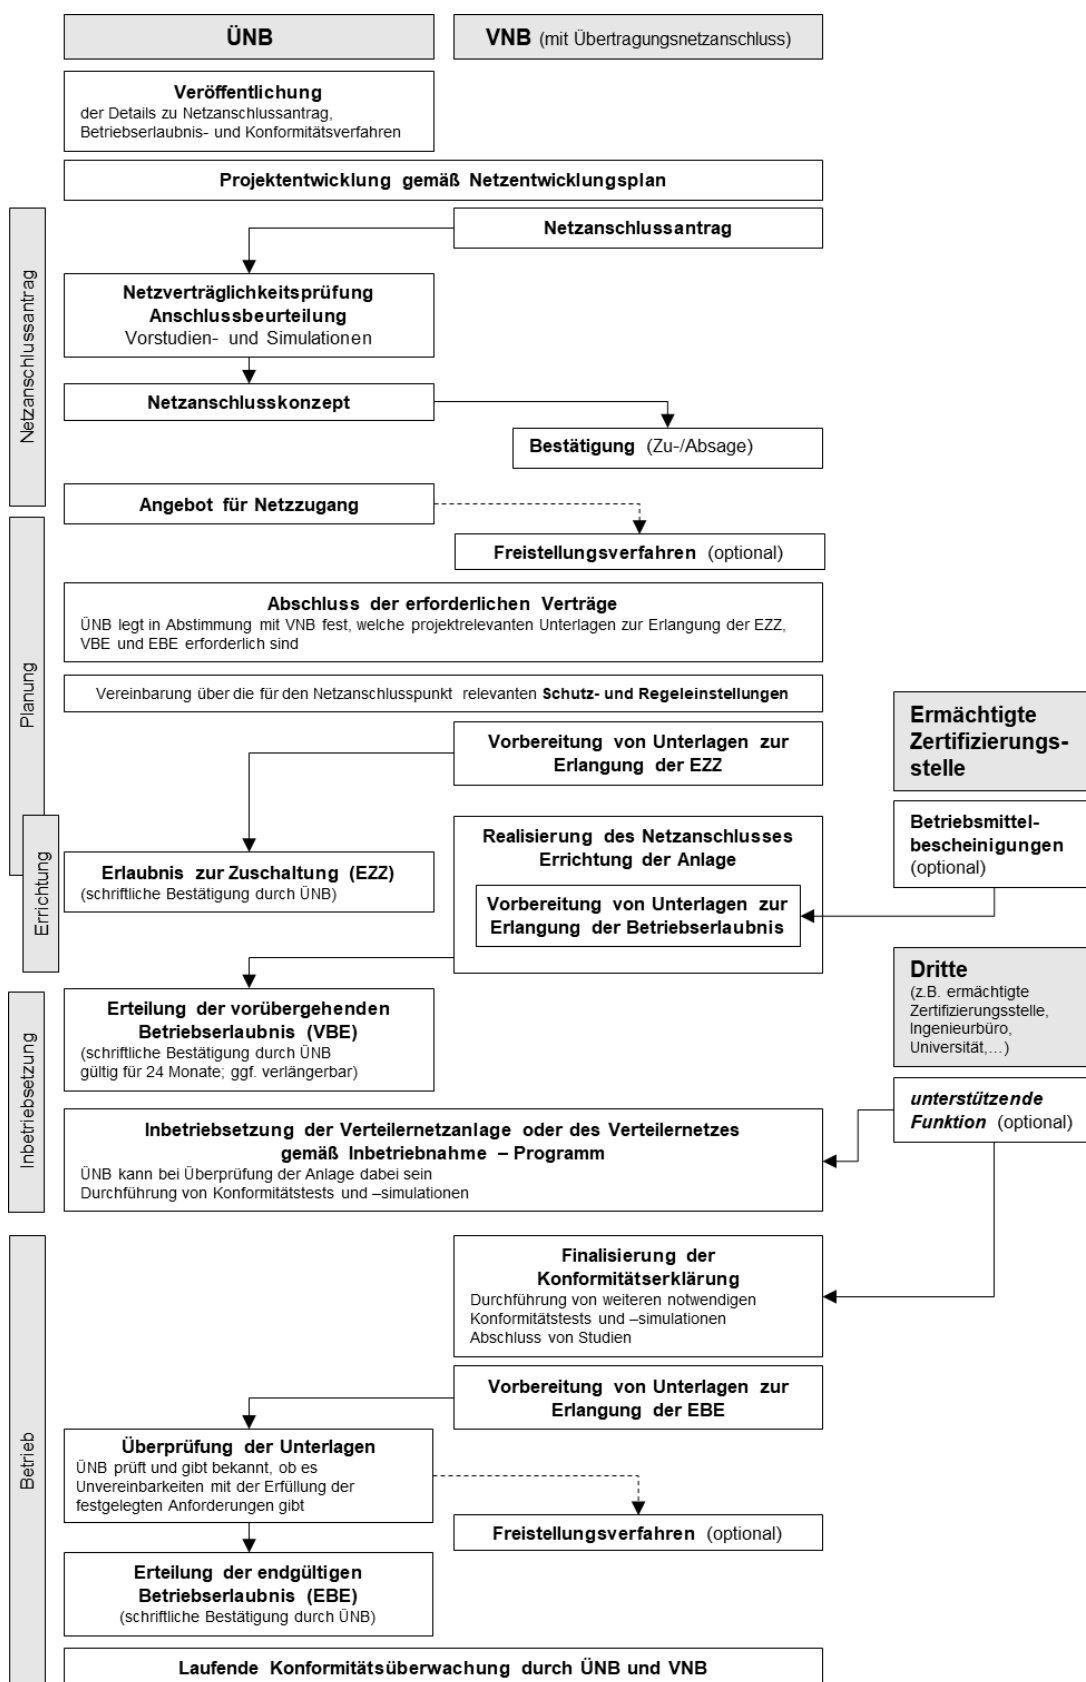 ÜNB
VNB (mit Übertragungsnetzanschluss)
Veröffentlichung
der Details zu Netzanschlussantrag,
Betriebserlaubnis- und Konformitätsverfahren
Projektentwicklung gemäß Netzentwicklungsplan
Netzanschlussantrag
Netzanschlussantrag
Netzverträglichkeitsprüfung
Anschlussbeurteilung
Vorstudien- und Simulationen
Netzanschlusskonzept
Bestätigung (Zu-/Absage)
Angebot für Netzzugang
Freistellungsverfahren (optional)
Planung
Abschluss der erforderlichen Verträge
ÜNB legt in Abstimmung mit VNB fest, welche projektrelevanten Unterlagen zur Erlangung der EZZ,
VBE und EBE erforderlich sind
Vereinbarung über die für den Netzanschlusspunkt relevanten Schutz- und Regeleinstellungen
Vorbereitung von Unterlagen zur
Erlangung der EZZ
Ermächtigte
Zertifizierungs-
stelle
Betriebsmittel-
bescheinigungen
(optional)
Errichtung
Erlaubnis zur Zuschaltung (EZZ)
(schriftliche Bestätigung durch ÜNB)
Realisierung des Netzanschlusses
Errichtung der Anlage
Vorbereitung von Unterlagen zur
Erlangung der Betriebserlaubnis
Dritte
(z.B. ermächtigte
Zertifizierungsstelle,
Ingenieurbüro,
Universität,…)
Inbetriebsetzung
Erteilung der vorübergehenden
Betriebserlaubnis (VBE)
(schriftliche Bestätigung durch ÜNB
gültig für 24 Monate; ggf. verlängerbar)
unterstützende
Funktion (optional)
Inbetriebsetzung der Verteilernetzanlage oder des Verteilernetzes
gemäß Inbetriebnahme – Programm
ÜNB kann bei Überprüfung der Anlage dabei sein
Durchführung von Konformitätstests und –simulationen
Betrieb
Finalisierung der
Konformitätserklärung
Durchführung von weiteren notwendigen
Konformitätstests und –simulationen
Abschluss von Studien
Vorbereitung von Unterlagen zur
Erlangung der EBE
Überprüfung der Unterlagen
ÜNB prüft und gibt bekannt, ob es
Unvereinbarkeiten mit der Erfüllung der
festgelegten Anforderungen gibt
Freistellungsverfahren (optional)
Erteilung der endgültigen
Betriebserlaubnis (EBE)
(schriftliche Bestätigung durch ÜNB)
Laufende Konformitätsüberwachung durch ÜNB und VNB